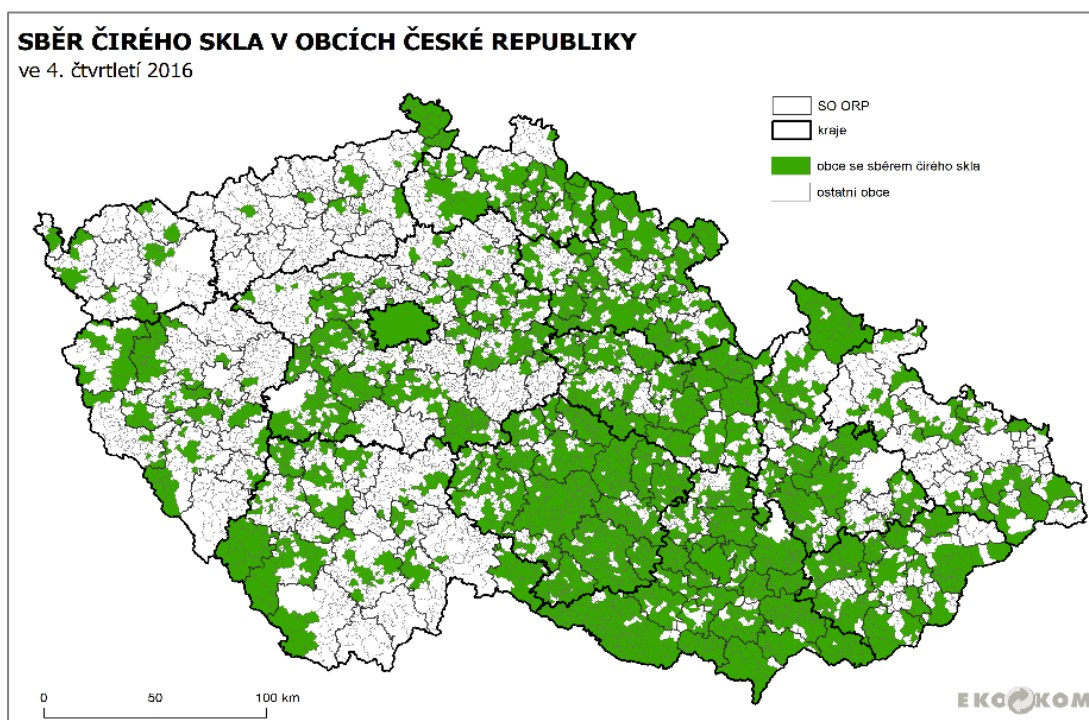 SBĚR ČIRÉHO SKLA V OBCÍCH ČESKÉ REPUBLIKY
ve 4. čtvrtletí 2016
SO ORP
kraje
obce se sběrem čirého skla
ostatní obce
0 50 100 km
EKO KOM